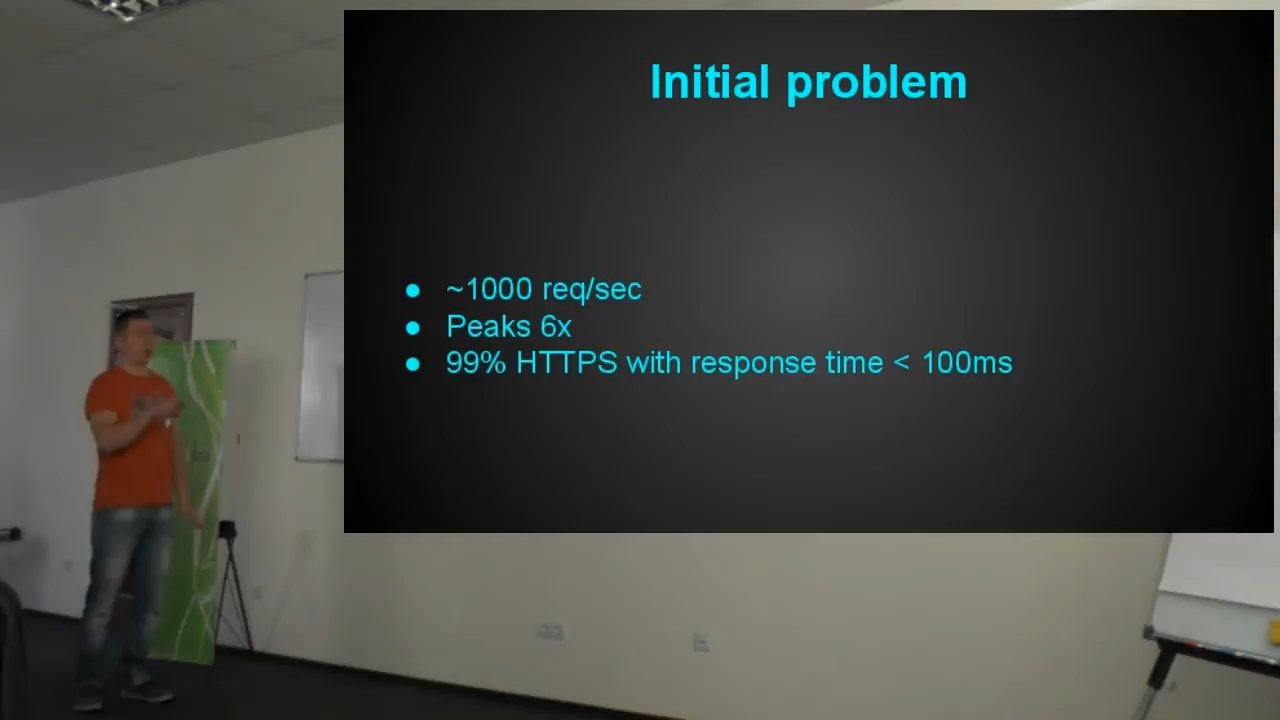 Initial problem
● ~1000 req/sec
● Peaks 6x
● 99% HTTPS with response time < 100ms